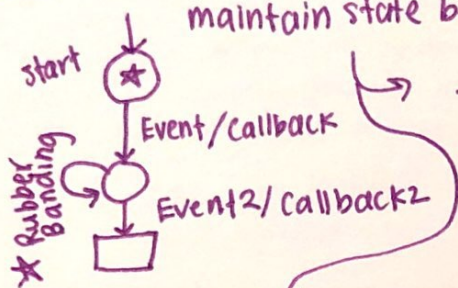 maintain state b
start
Event/Callback
★ Rubber
Banding
Event2/Callback2